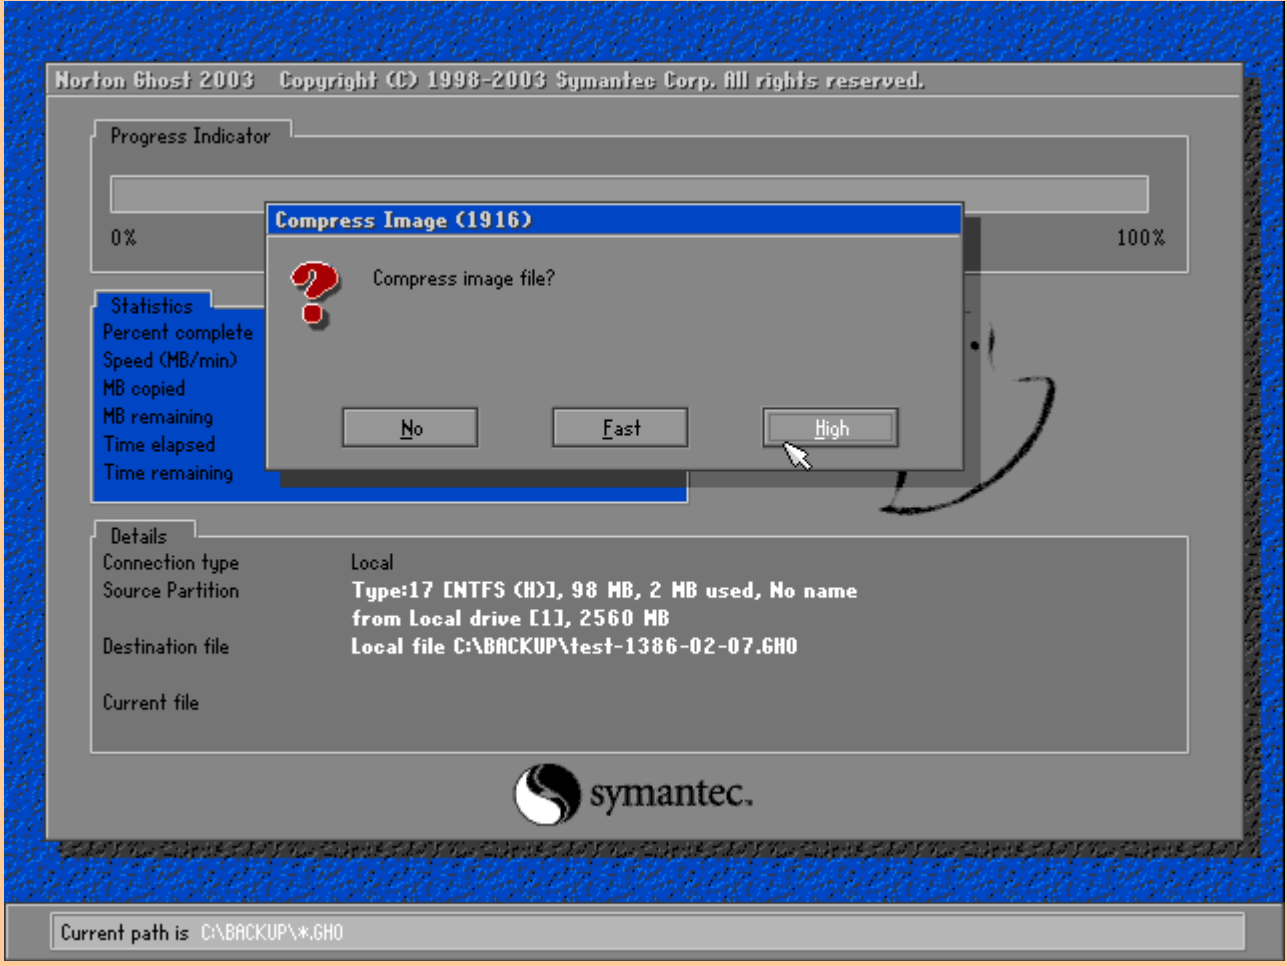 Norton Ghost 2003   Copyright (C) 1998-2003 Symantec Corp. All rights reserved.
Progress Indicator
0%
100%
Compress Image (1916)
Compress image file?
No
Fast
High
Statistics
Percent complete
Speed (MB/min)
MB copied
MB remaining
Time elapsed
Time remaining
Details
Connection type Local
Source Partition Type:17 [NTFS (H)], 98 MB, 2 MB used, No name
from Local drive [1], 2560 MB
Destination file Local file C:\BACKUP\test-1386-02-07.GHO
Current file
symantec.
Current path is C:\BACKUP\*.GHO